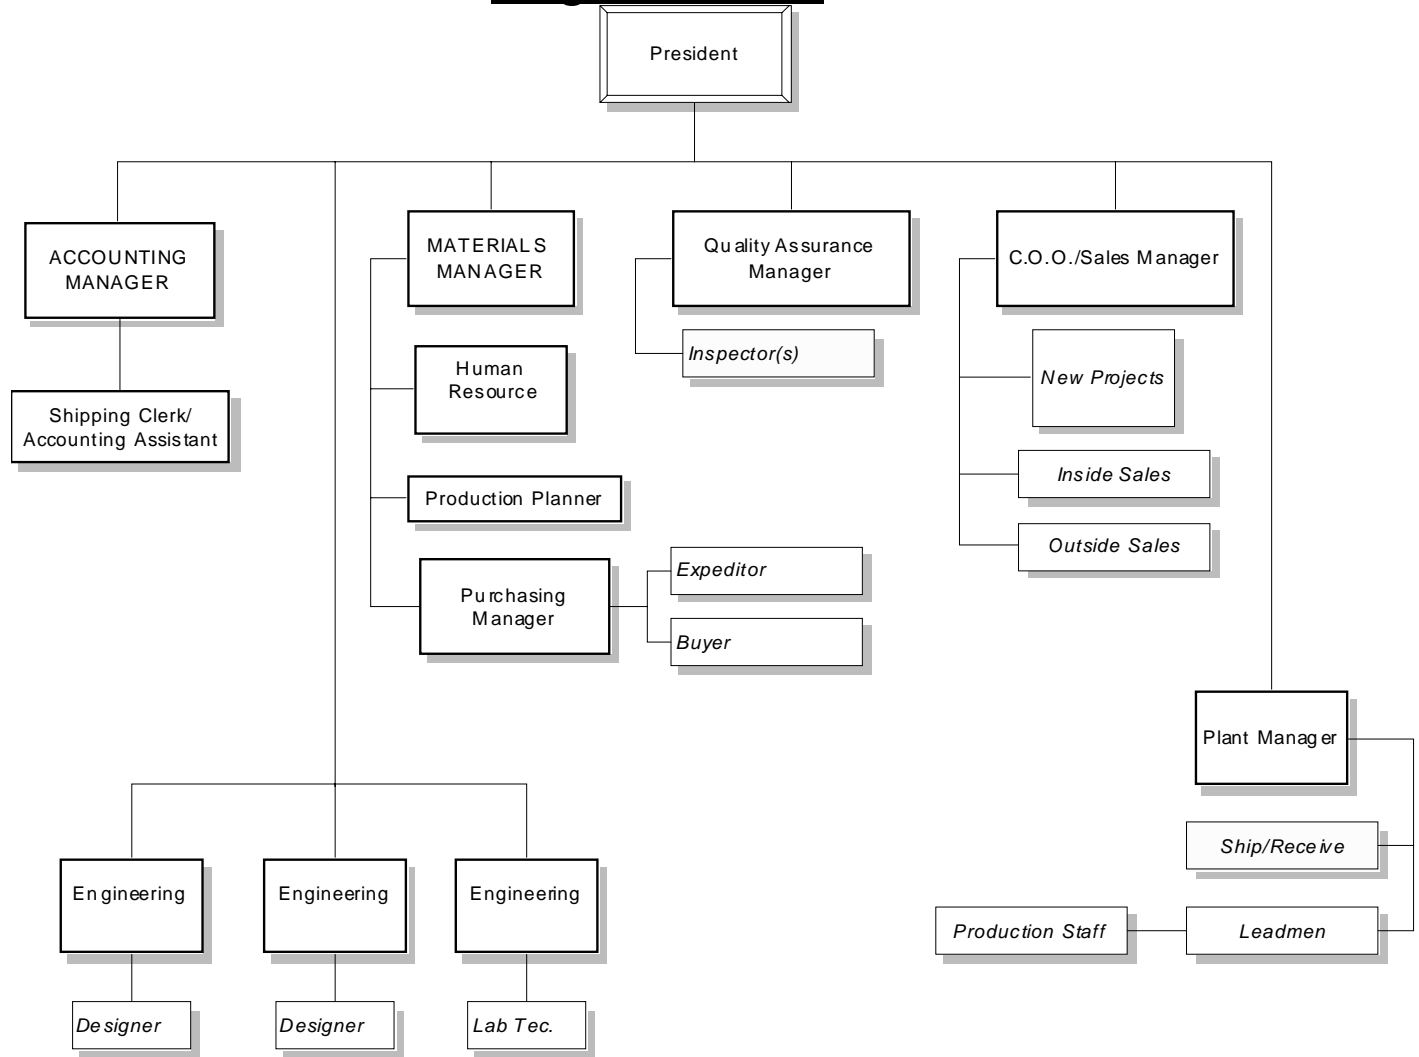 President
ACCOUNTING
MANAGER
MATERIALS
MANAGER
Quality Assurance
Manager
C.O.O./Sales Manager
Shipping Clerk/
Accounting Assistant
Human
Resource
Production Planner
Purchasing
Manager
Expeditor
Buyer
Inspector(s)
New Projects
Inside Sales
Outside Sales
Plant Manager
Ship/Receive
Leadmen
Production Staff
Engineering
Engineering
Engineering
Designer
Designer
Lab Tec.